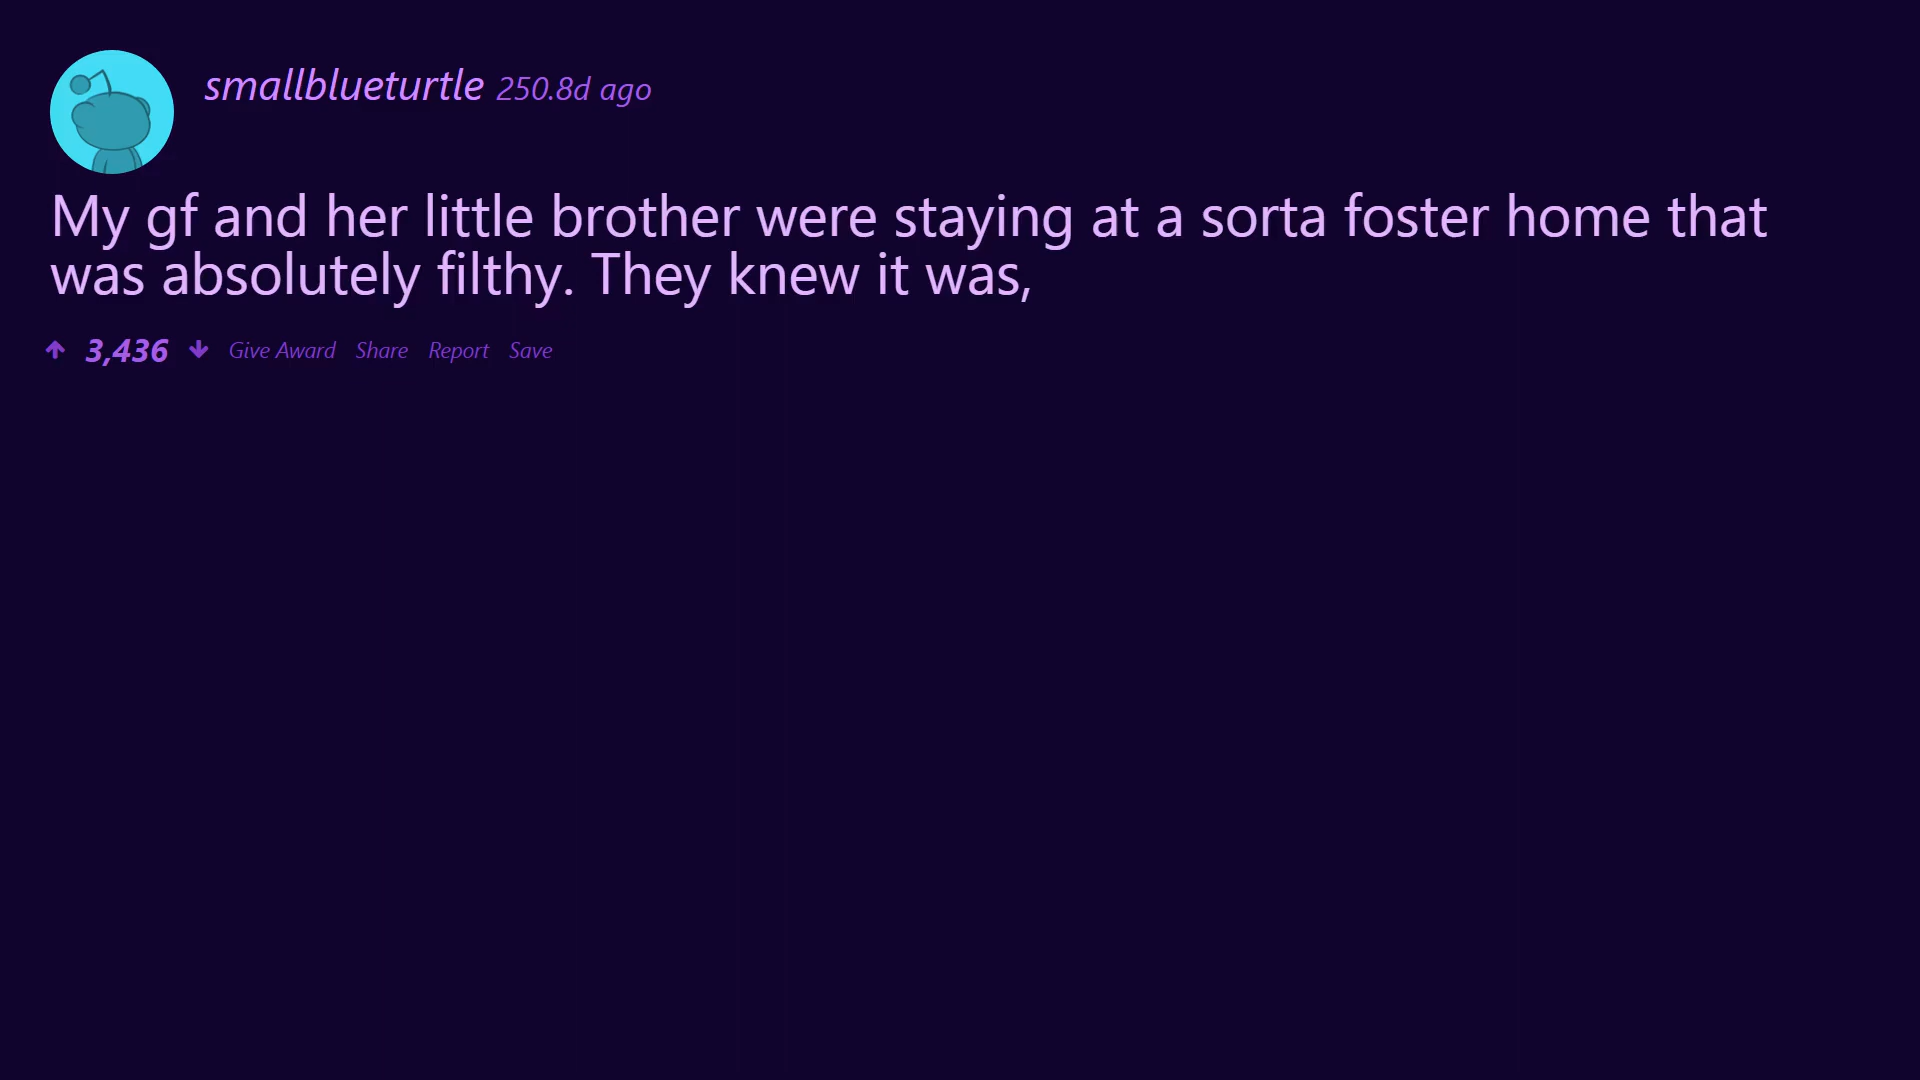 smallblueturtle 250.8d ago
My gf and her little brother were staying at a sorta foster home that
was absolutely filthy. They knew it was,
3,436 Give Award Share Report Save